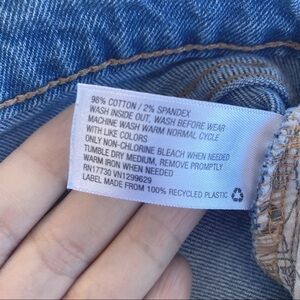 98% COTTON / 2% SPANDEX
WASH INSIDE OUT, WASH BEFORE WEAR
MACHINE WASH WARM NORMAL CYCLE
WITH LIKE COLORS
ONLY NON-CHLORINE BLEACH WHEN NEEDED
TUMBLE DRY MEDIUM, REMOVE PROMPTLY
WARM IRON WHEN NEEDED
RN17730 VN1299629
LABEL MADE FROM 100% RECYCLED PLASTIC